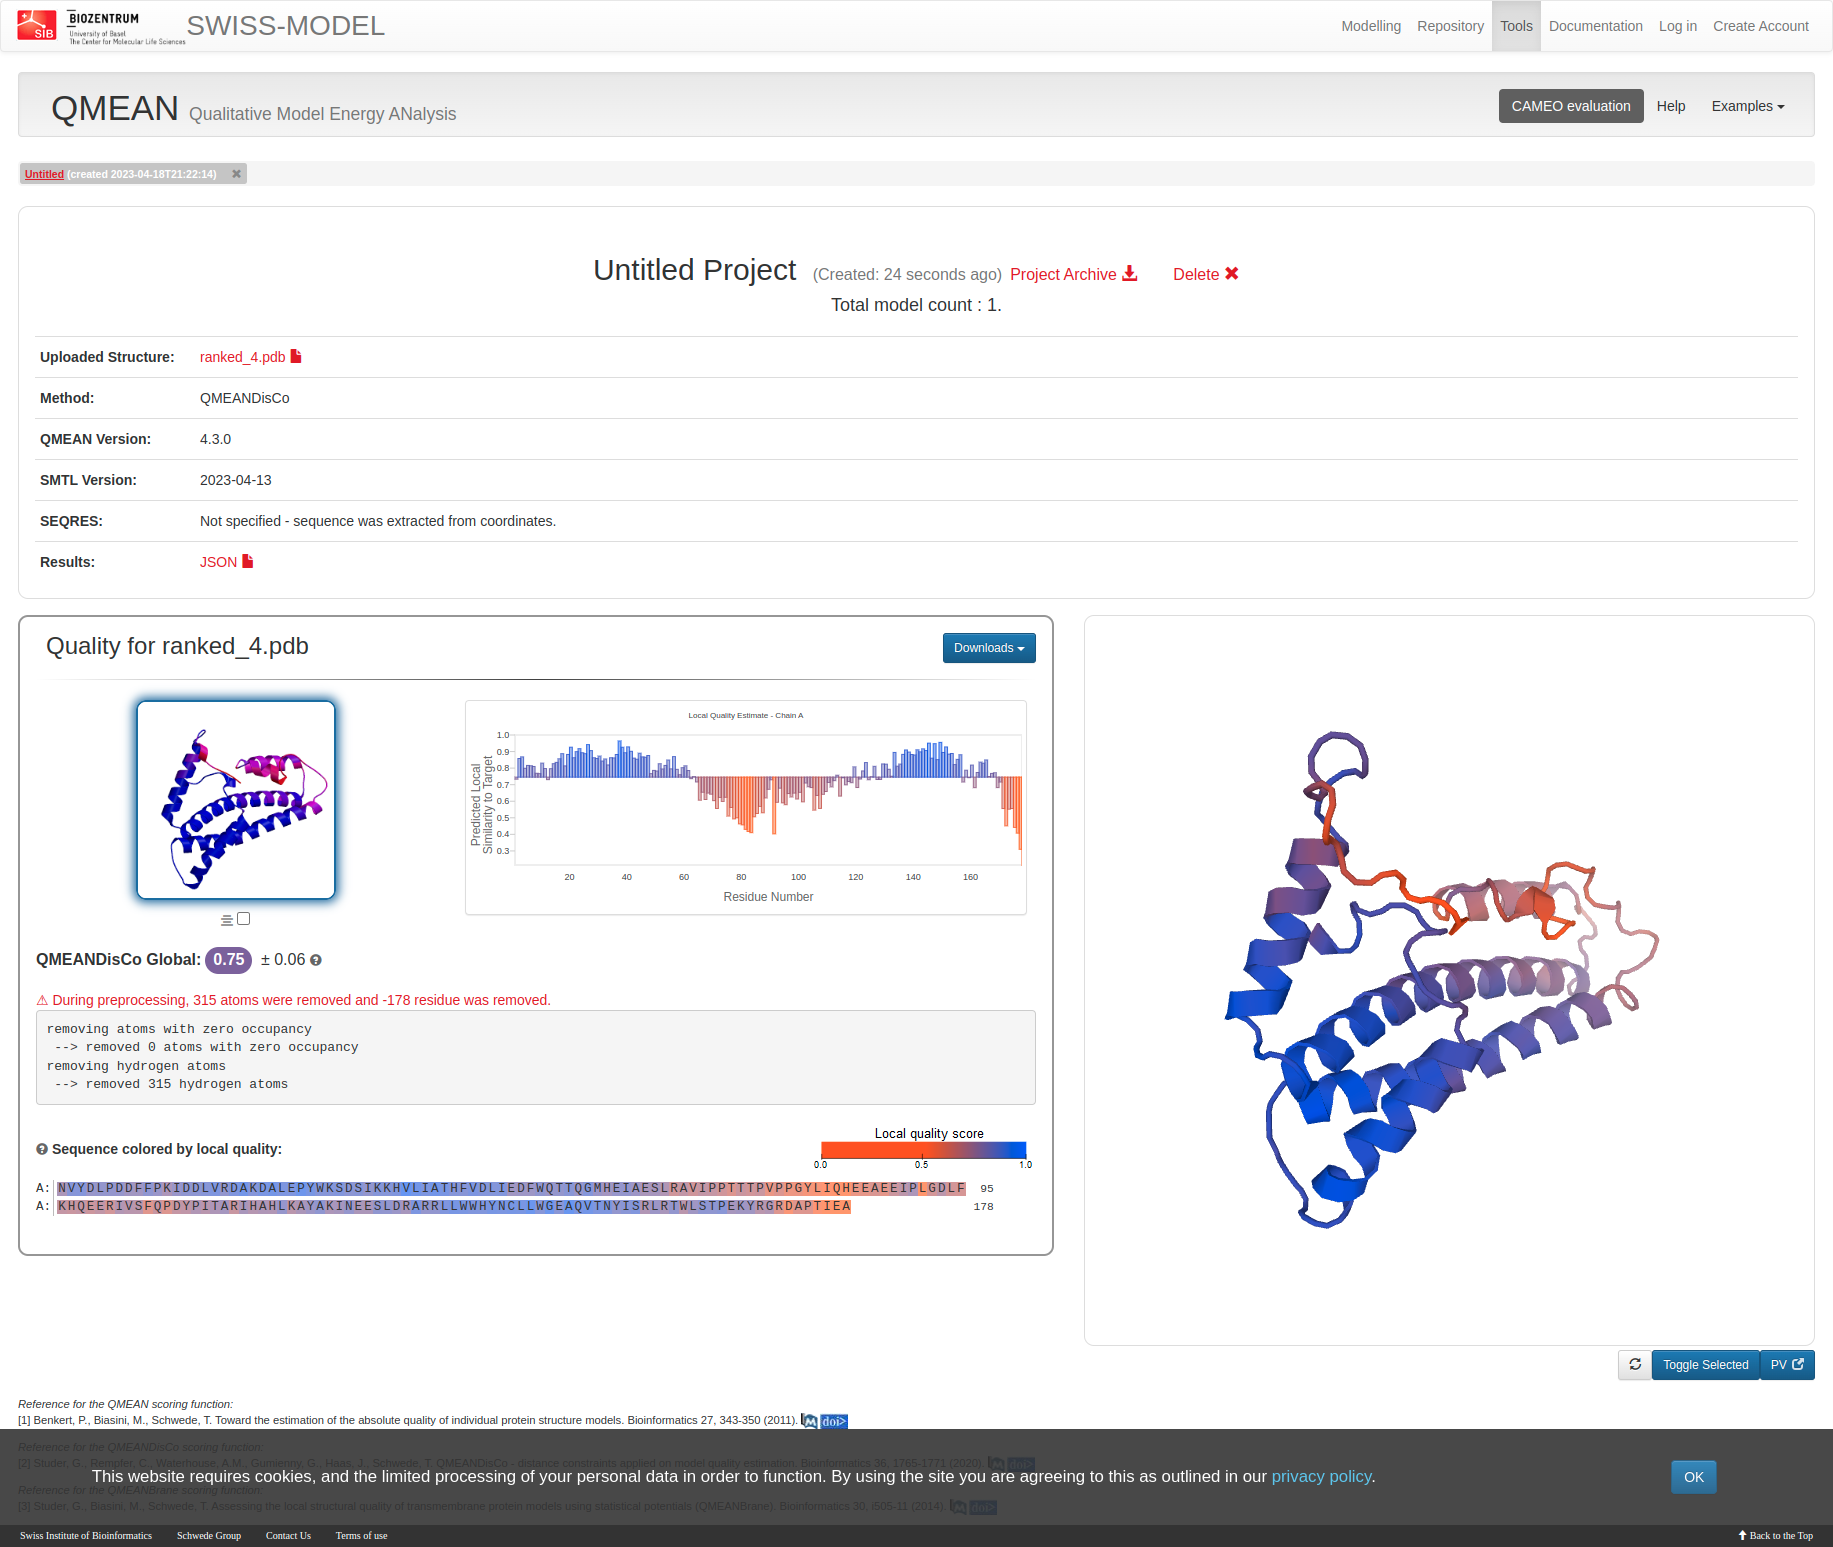 SIB
BIOZENTRUM
University of Basel
The Center for Molecular Life Sciences
SWISS-MODEL
Modelling Repository Tools Documentation Log in Create Account
QMEAN Qualitative Model Energy ANalysis
CAMEO evaluation Help Examples
Untitled (created 2023-04-18T21:22:14)
Untitled Project (Created: 24 seconds ago) Project Archive Delete
Total model count : 1.
Uploaded Structure: ranked_4.pdb
Method: QMEANDisCo
QMEAN Version: 4.3.0
SMTL Version: 2023-04-13
SEQRES: Not specified - sequence was extracted from coordinates.
Results: JSON
Quality for ranked_4.pdb
Downloads
Local Quality Estimate - Chain A
Predicted Local
Similarity to Target
1.0
0.9
0.8
0.7
0.6
0.5
0.4
0.3
20 40 60 80 100 120 140 160
Residue Number
QMEANDisCo Global: 0.75 ± 0.06
⚠ During preprocessing, 315 atoms were removed and -178 residue was removed.
removing atoms with zero occupancy
--> removed 0 atoms with zero occupancy
removing hydrogen atoms
--> removed 315 hydrogen atoms
Sequence colored by local quality:
Local quality score
0.0 0.5 1.0
A: NVYDLPDDFFPKIDDLVRDAKDALEPYWKSDSIKKHVLIATHFVDLIEDFWQTTQGMHEIAESLRAVIPPTTTPVPPGYLIQHEEAEEIPLGDLF 95
A: KHQEERIVSFQPDYPITARIHAHLKAYAKINEESLDRARRLLWWHYNCLLWGEAQVTNYISRLRTWLSTPEKYRGRDAPTIEA 178
Toggle Selected PV
Reference for the QMEAN scoring function:
[1] Benkert, P., Biasini, M., Schwede, T. Toward the estimation of the absolute quality of individual protein structure models. Bioinformatics 27, 343-350 (2011). M doi>
Reference for the QMEANDisCo scoring function:
[2] Studer, G., Rempfer, C., Waterhouse, A.M., Gumienny, G., Haas, J., Schwede, T. QMEANDisCo - distance constraints applied on model quality estimation. Bioinformatics 36, 1765-1771 (2020). M doi>
This website requires cookies, and the limited processing of your personal data in order to function. By using the site you are agreeing to this as outlined in our privacy policy.
OK
Reference for the QMEANBrane scoring function:
[3] Studer, G., Biasini, M., Schwede, T. Assessing the local structural quality of transmembrane protein models using statistical potentials (QMEANBrane). Bioinformatics 30, i505-11 (2014). M doi>
Swiss Institute of Bioinformatics Schwede Group Contact Us Terms of use
Back to the Top